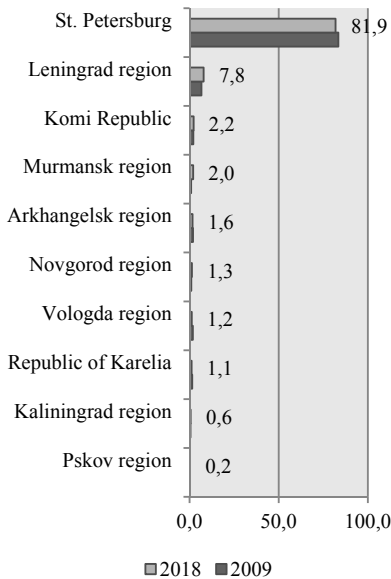 St. Petersburg 81,9
Leningrad region 7,8
Komi Republic 2,2
Murmansk region 2,0
Arkhangelsk region 1,6
Novgorod region 1,3
Vologda region 1,2
Republic of Karelia 1,1
Kaliningrad region 0,6
Pskov region 0,2
0,0 50,0 100,0
2018 2009